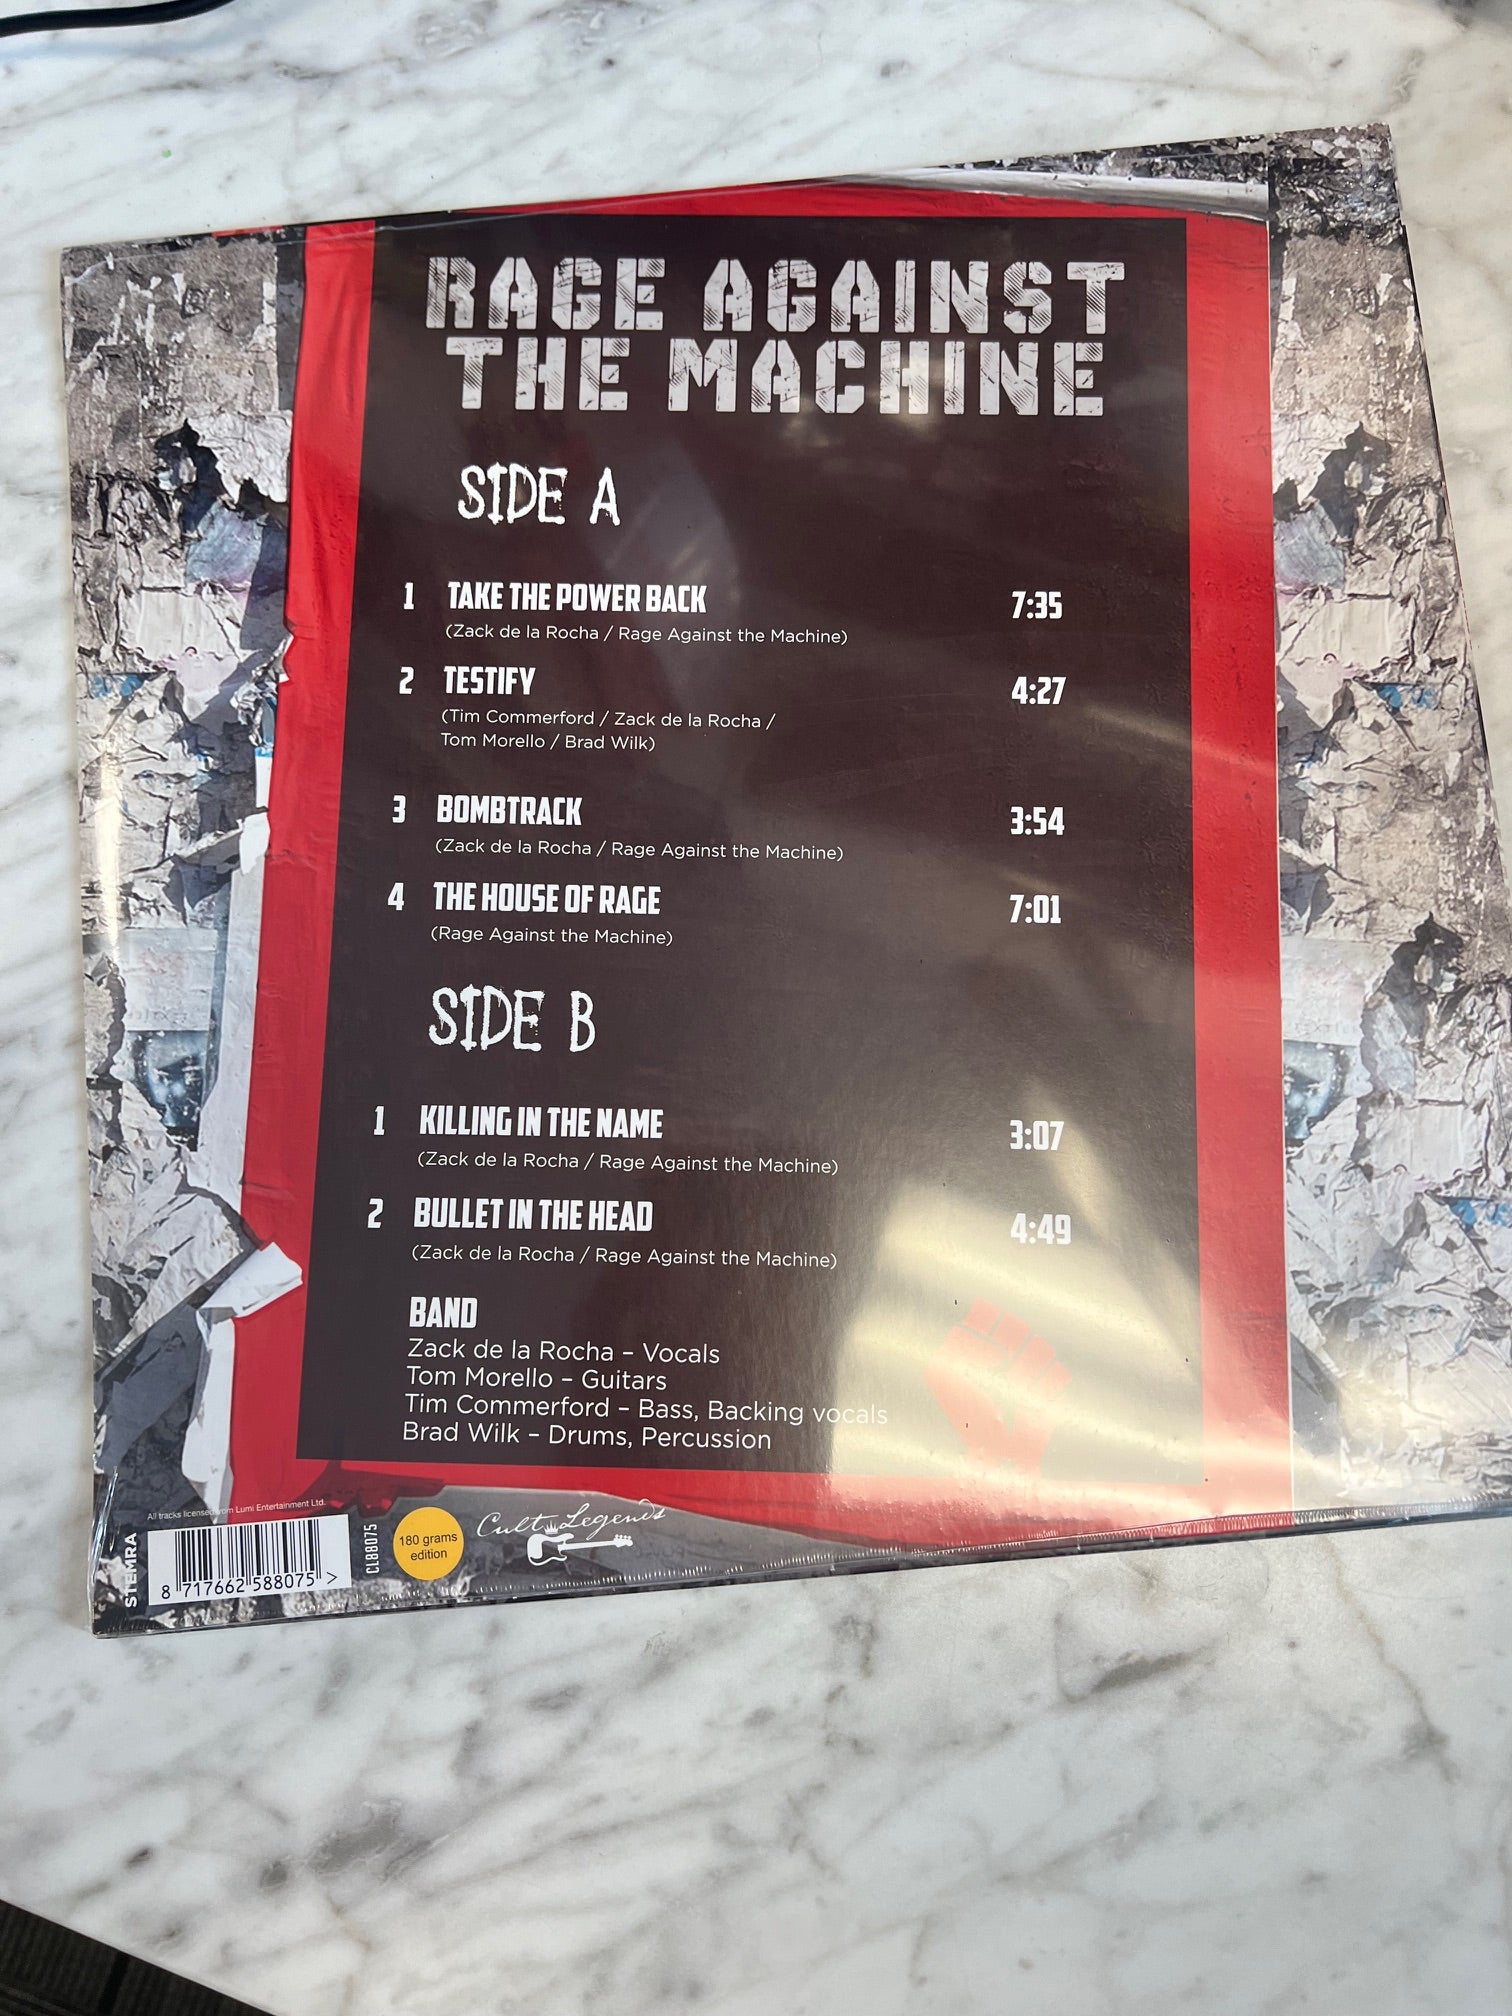 RAGE AGAINST
THE MACHINE
SIDE A
1 TAKE THE POWER BACK 7:35
(Zack de la Rocha / Rage Against the Machine)
2 TESTIFY 4:27
(Tim Commerford / Zack de la Rocha /
Tom Morello / Brad Wilk)
3 BOMBTRACK 3:54
(Zack de la Rocha / Rage Against the Machine)
4 THE HOUSE OF RAGE 7:01
(Rage Against the Machine)
SIDE B
1 KILLING IN THE NAME 3:07
(Zack de la Rocha / Rage Against the Machine)
2 BULLET IN THE HEAD 4:49
(Zack de la Rocha / Rage Against the Machine)
BAND
Zack de la Rocha – Vocals
Tom Morello – Guitars
Tim Commerford – Bass, Backing vocals
Brad Wilk – Drums, Percussion
All tracks licensed from Lumi Entertainment Ltd.
STEMRA
8 717662 588075 >
CL88075
180 grams
edition
Cult Legends